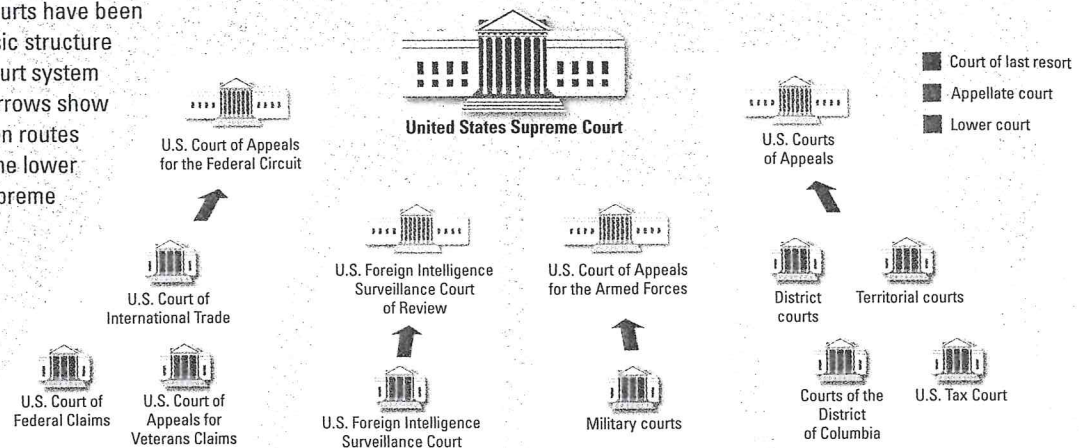 urts have been
sic structure
urt system
rrows show
on routes
ne lower
preme
United States Supreme Court
Court of last resort
Appellate court
Lower court
U.S. Court of Appeals
for the Federal Circuit
U.S. Courts
of Appeals
U.S. Foreign Intelligence
Surveillance Court
of Review
U.S. Court of Appeals
for the Armed Forces
U.S. Court of
International Trade
District
courts
Territorial courts
U.S. Court of
Federal Claims
U.S. Court of
Appeals for
Veterans Claims
U.S. Foreign Intelligence
Surveillance Court
Military courts
Courts of the
District
of Columbia
U.S. Tax Court